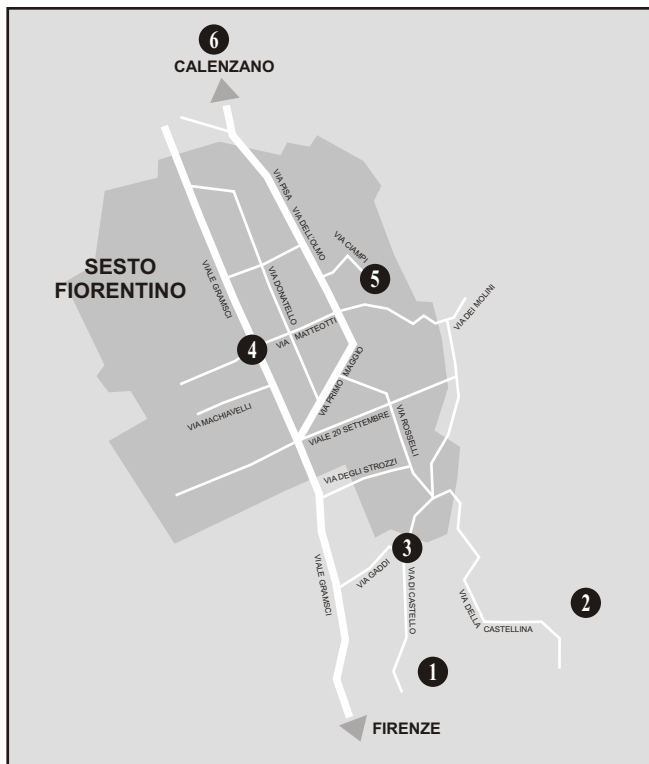 6
CALENZANO
VIA PISA
VIA DELL'OLMO
VIA CIAMPI
SESTO
FIORENTINO
5
VIALE GRAMSCI
VIA DONATELLO
VIA DEI MOLINI
4
VIA MATTEOTTI
VIA PRIMO MAGGIO
VIA MACHIAVELLI
VIALE 20 SETTEMBRE
VIA ROSSELLI
VIA DEGLI STROZZI
3
VIALE GRAMSCI
VIA GADDI
VIA DI CASTELLO
VIA DELLA
CASTELLINA
2
1
FIRENZE